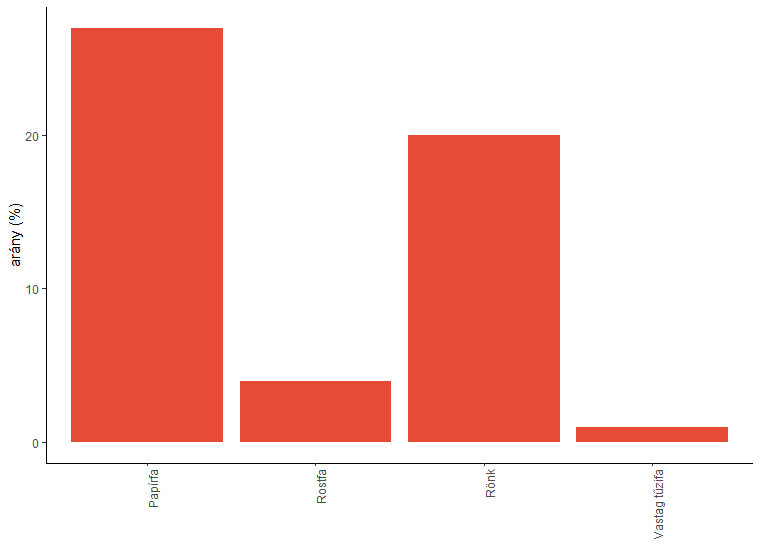 arány (%)
20
10
0
Papírfa
Rostfa
Rönk
Vastag tűzifa